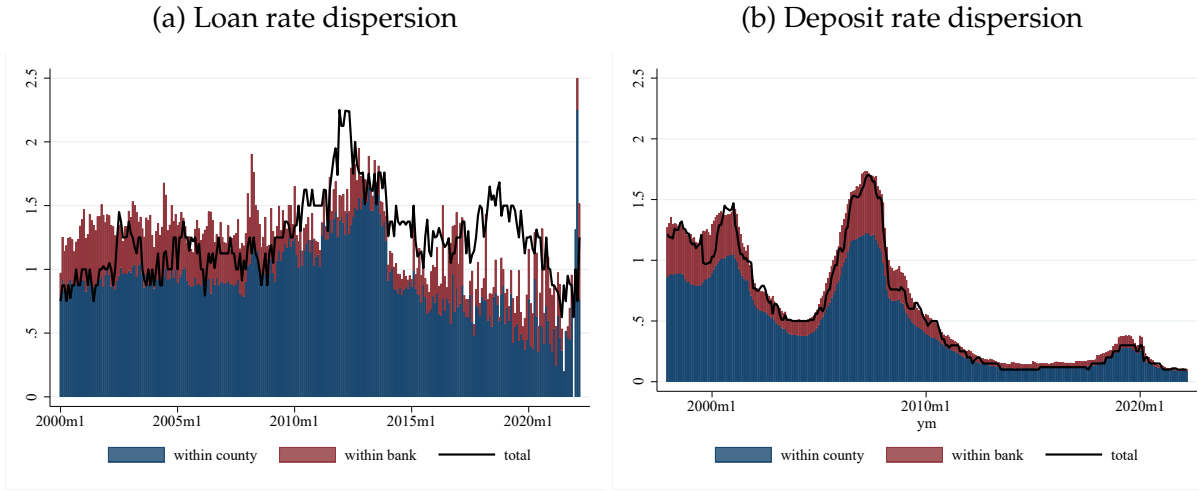 (a) Loan rate dispersion
2.5
2
1.5
1
.5
0
2000m1 2005m1 2010m1 2015m1 2020m1
within county within bank total
(b) Deposit rate dispersion
2.5
2
1.5
1
.5
0
2000m1 2010m1 2020m1
ym
within county within bank total